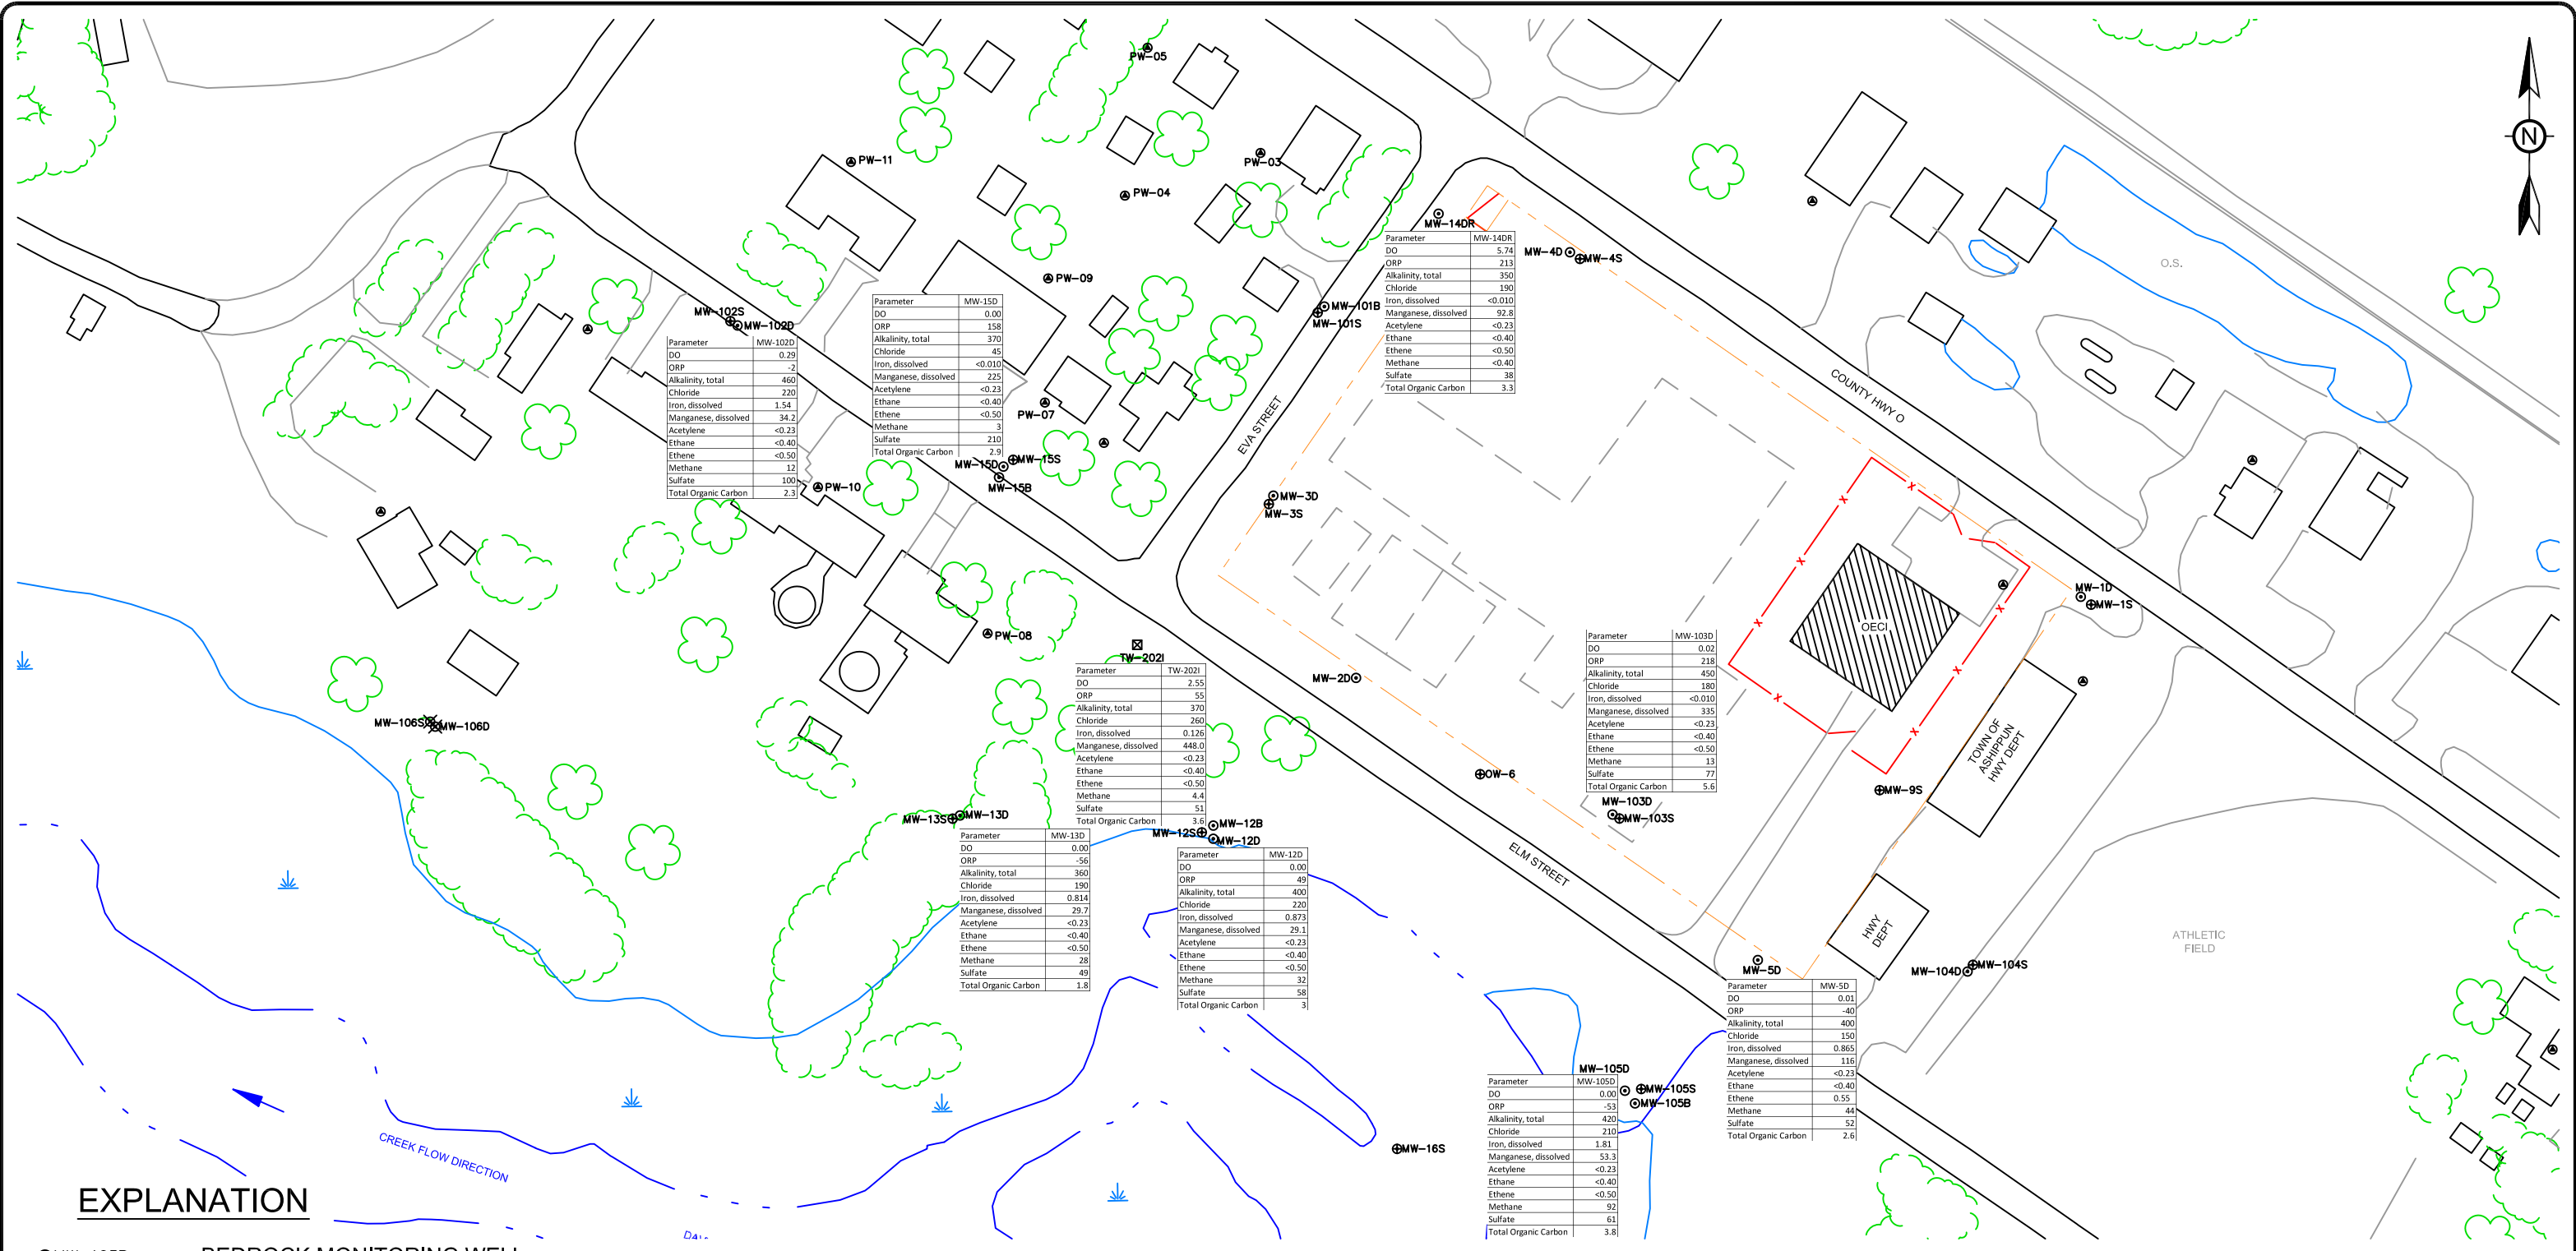 PW-05
PW-11
PW-03
PW-04
N
MW-14DR
Parameter MW-14DR
DO 5.74
ORP 213
Alkalinity, total 350
Chloride 190
Iron, dissolved <0.010
Manganese, dissolved 92.8
Acetylene <0.23
Ethane <0.40
Ethene <0.50
Methane <0.40
Sulfate 38
Total Organic Carbon 3.3
MW-4D
MW-4S
O.S.
PW-09
MW-101B
MW-101S
MW-102S
MW-102D
Parameter MW-102D
DO 0.29
ORP -2
Alkalinity, total 460
Chloride 220
Iron, dissolved 1.54
Manganese, dissolved 34.2
Acetylene <0.23
Ethane <0.40
Ethene <0.50
Methane 12
Sulfate 100
Total Organic Carbon 2.3
Parameter MW-15D
DO 0.00
ORP 158
Alkalinity, total 370
Chloride 45
Iron, dissolved <0.010
Manganese, dissolved 225
Acetylene <0.23
Ethane <0.40
Ethene <0.50
Methane 3
Sulfate 210
Total Organic Carbon 2.9
PW-07
EVA STREET
COUNTY HWY O
MW-15D
MW-15S
MW-15B
PW-10
MW-3D
MW-3S
MW-1D
MW-1S
OECI
PW-08
TW-202I
Parameter TW-202I
DO 2.55
ORP 55
Alkalinity, total 370
Chloride 260
Iron, dissolved 0.126
Manganese, dissolved 448.0
Acetylene <0.23
Ethane <0.40
Ethene <0.50
Methane 4.4
Sulfate 51
Total Organic Carbon 3.6
MW-2D
Parameter MW-103D
DO 0.02
ORP 218
Alkalinity, total 450
Chloride 180
Iron, dissolved <0.010
Manganese, dissolved 335
Acetylene <0.23
Ethane <0.40
Ethene <0.50
Methane 13
Sulfate 77
Total Organic Carbon 5.6
TOWN OF
ASHIPPUN
HWY DEPT
MW-106S
MW-106D
OW-6
MW-9S
MW-103D
MW-103S
MW-13S
MW-13D
Parameter MW-13D
DO 0.00
ORP -56
Alkalinity, total 360
Chloride 190
Iron, dissolved 0.814
Manganese, dissolved 29.7
Acetylene <0.23
Ethane <0.40
Ethene <0.50
Methane 28
Sulfate 49
Total Organic Carbon 1.8
MW-12B
MW-12S
MW-12D
Parameter MW-12D
DO 0.00
ORP 49
Alkalinity, total 400
Chloride 220
Iron, dissolved 0.873
Manganese, dissolved 29.1
Acetylene <0.23
Ethane <0.40
Ethene <0.50
Methane 32
Sulfate 58
Total Organic Carbon 3
ELM STREET
HWY
DEPT
ATHLETIC
FIELD
MW-5D
MW-104D
MW-104S
Parameter MW-5D
DO 0.01
ORP -40
Alkalinity, total 400
Chloride 150
Iron, dissolved 0.865
Manganese, dissolved 116
Acetylene <0.23
Ethane <0.40
Ethene 0.55
Methane 44
Sulfate 52
Total Organic Carbon 2.6
MW-105D
MW-105S
MW-105B
Parameter MW-105D
DO 0.00
ORP -53
Alkalinity, total 420
Chloride 210
Iron, dissolved 1.81
Manganese, dissolved 53.3
Acetylene <0.23
Ethane <0.40
Ethene <0.50
Methane 92
Sulfate 61
Total Organic Carbon 3.8
MW-16S
CREEK FLOW DIRECTION
EXPLANATION
BEDROCK MONITORING WELL